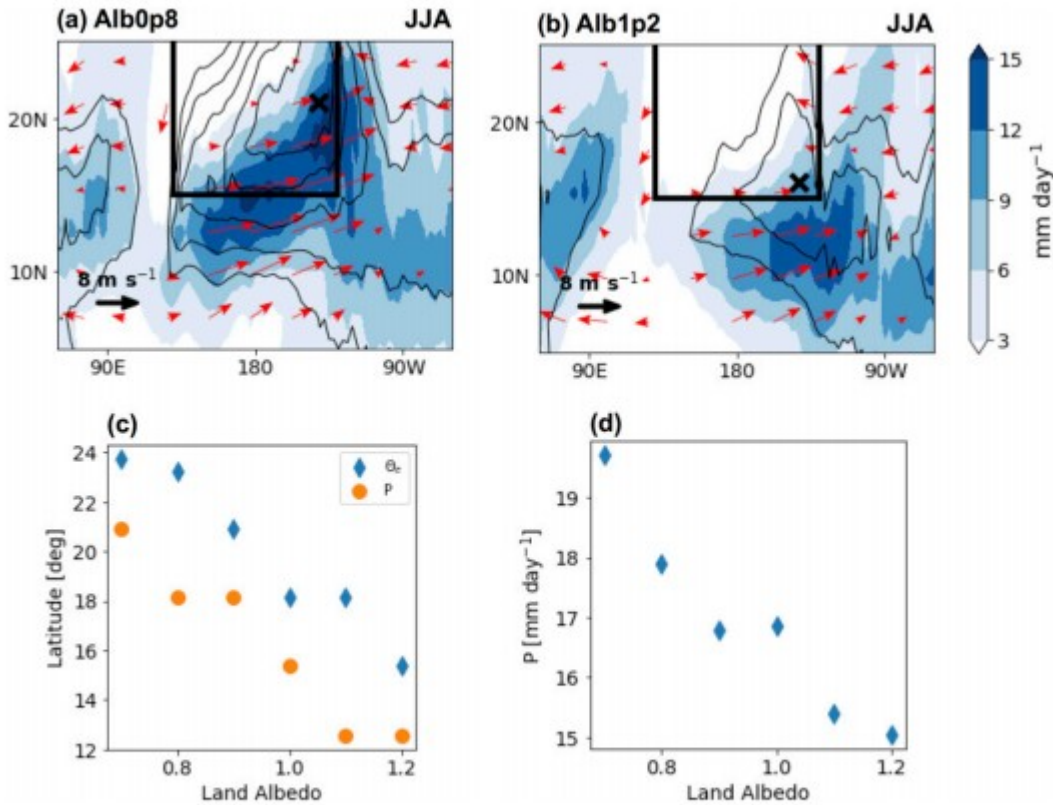 (a) Alb0p8 JJA
20N
10N
8 m s⁻¹
90E 180 90W
(b) Alb1p2 JJA
20N
10N
8 m s⁻¹
90E 180 90W
15
12
9
6
3
mm day⁻¹
(c)
24
22
20
18
16
14
12
Latitude [deg]
Θₑ
P
0.8 1.0 1.2
Land Albedo
(d)
19
18
17
16
15
P [mm day⁻¹]
0.8 1.0 1.2
Land Albedo